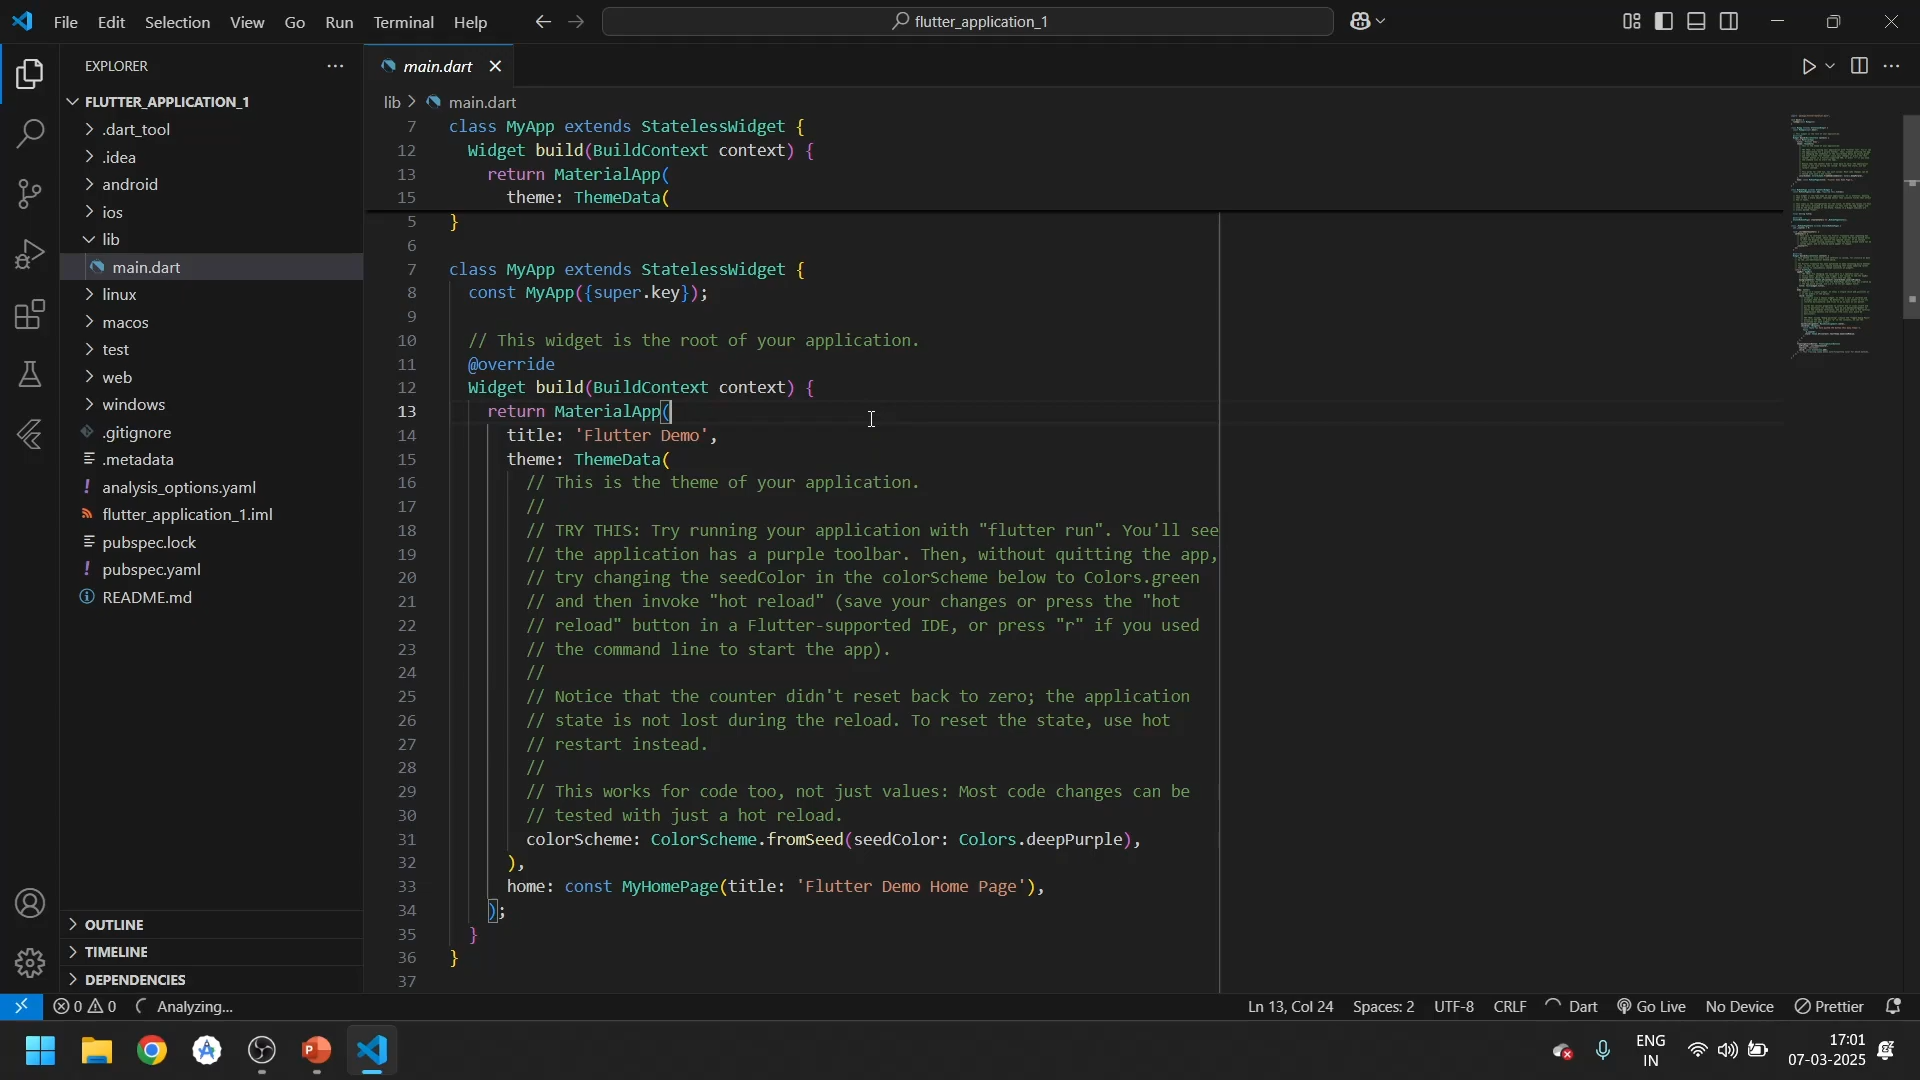 File Edit Selection View Go Run Terminal Help
flutter_application_1
EXPLORER
FLUTTER_APPLICATION_1
.dart_tool
.idea
android
ios
lib
main.dart
linux
macos
test
web
windows
.gitignore
.metadata
! analysis_options.yaml
flutter_application_1.iml
pubspec.lock
! pubspec.yaml
README.md
OUTLINE
TIMELINE
DEPENDENCIES
main.dart
lib > main.dart
7 class MyApp extends StatelessWidget {
12 Widget build(BuildContext context) {
13 return MaterialApp(
15 theme: ThemeData(
5 }
6
7 class MyApp extends StatelessWidget {
8 const MyApp({super.key});
9
10 // This widget is the root of your application.
11 @override
12 Widget build(BuildContext context) {
13 return MaterialApp(
14 title: 'Flutter Demo',
15 theme: ThemeData(
16 // This is the theme of your application.
17 //
18 // TRY THIS: Try running your application with "flutter run". You'll see
19 // the application has a purple toolbar. Then, without quitting the app,
20 // try changing the seedColor in the colorScheme below to Colors.green
21 // and then invoke "hot reload" (save your changes or press the "hot
22 // reload" button in a Flutter-supported IDE, or press "r" if you used
23 // the command line to start the app).
24 //
25 // Notice that the counter didn't reset back to zero; the application
26 // state is not lost during the reload. To reset the state, use hot
27 // restart instead.
28 //
29 // This works for code too, not just values: Most code changes can be
30 // tested with just a hot reload.
31 colorScheme: ColorScheme.fromSeed(seedColor: Colors.deepPurple),
32 ),
33 home: const MyHomePage(title: 'Flutter Demo Home Page'),
34 );
35 }
36 }
37
0 0 Analyzing... Ln 13, Col 24 Spaces: 2 UTF-8 CRLF Dart Go Live No Device Prettier
ENG
IN
17:01
07-03-2025